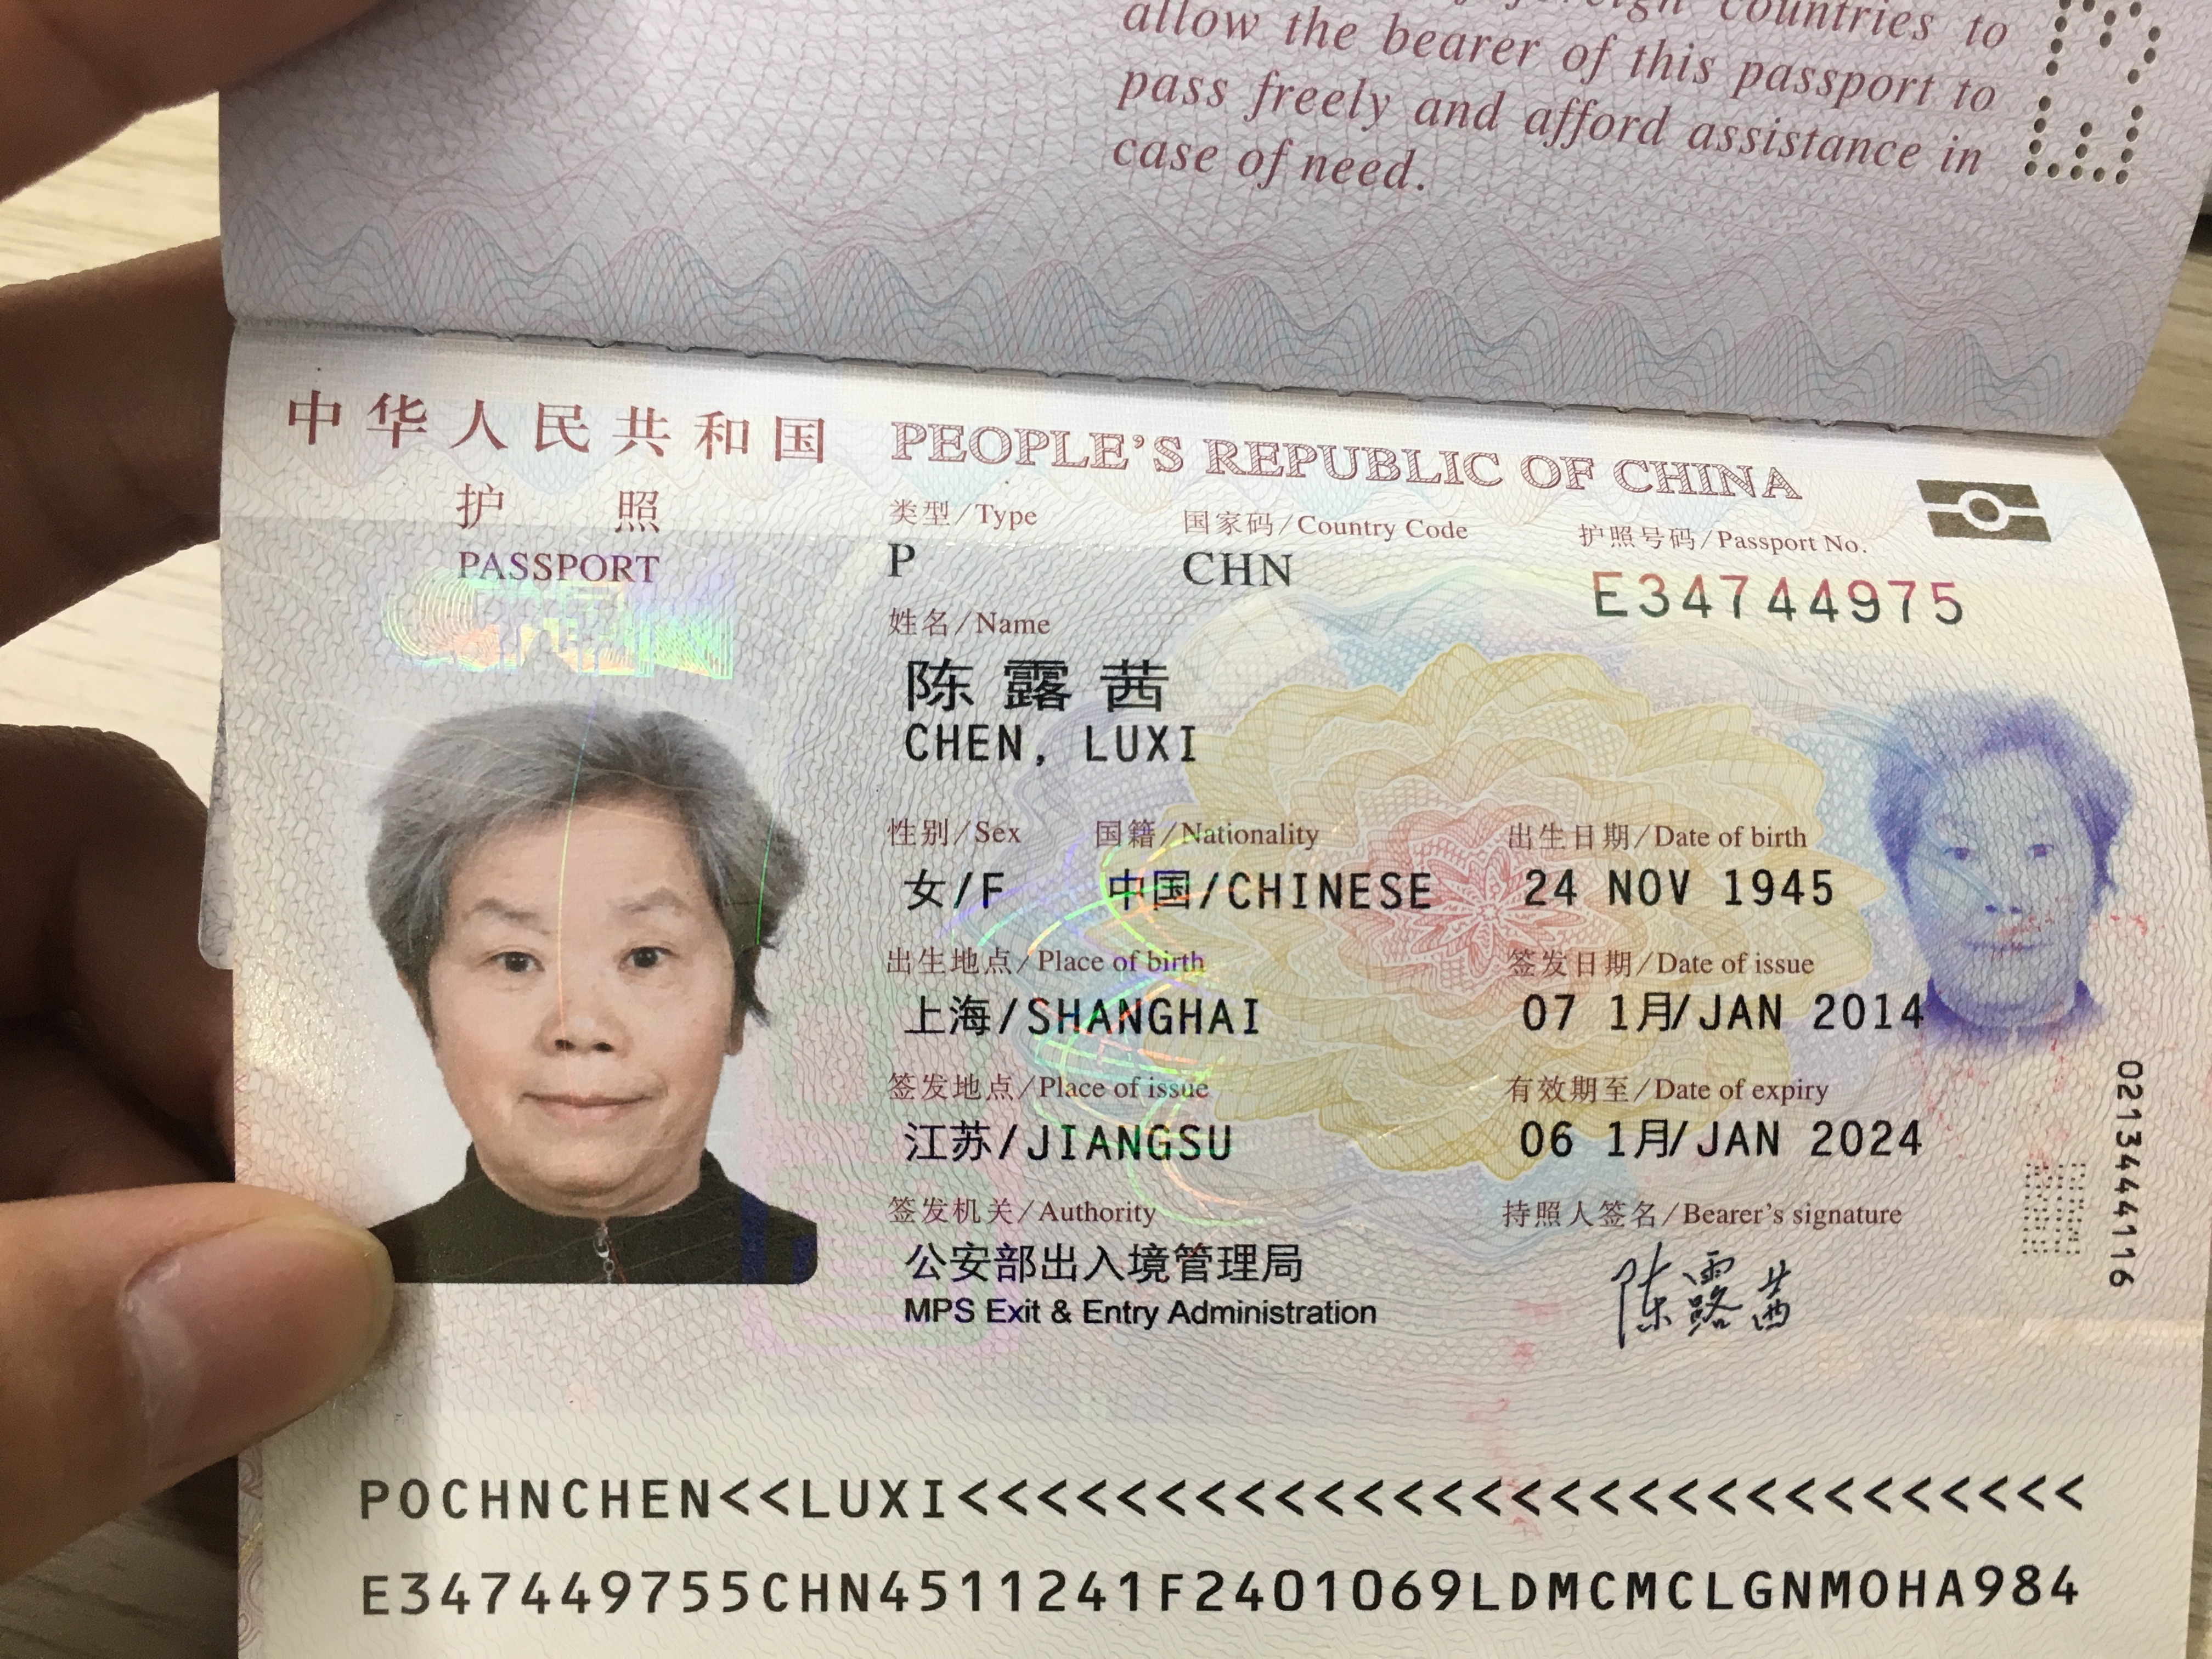 countries to
allow the bearer of this passport to
pass freely and afford assistance in
case of need.
中华人民共和国 PEOPLE'S REPUBLIC OF CHINA
护 照
PASSPORT
类型/Type 国家码/Country Code 护照号码/Passport No.
P CHN E34744975
姓名/Name
陈露茜
CHEN, LUXI
性别/Sex 国籍/Nationality 出生日期/Date of birth
女/F 中国/CHINESE 24 NOV 1945
出生地点/Place of birth 签发日期/Date of issue
上海/SHANGHAI 07 1月/JAN 2014
签发地点/Place of issue 有效期至/Date of expiry
江苏/JIANGSU 06 1月/JAN 2024
签发机关/Authority 持照人签名/Bearer's signature
公安部出入境管理局 陈露茜
MPS Exit & Entry Administration
0213444116
POCHNCHEN<<LUXI<<<<<<<<<<<<<<<<<<<<<<<<<<<<<
E347449755CHN4511241F2401069LDMCMCLGNMOHA984